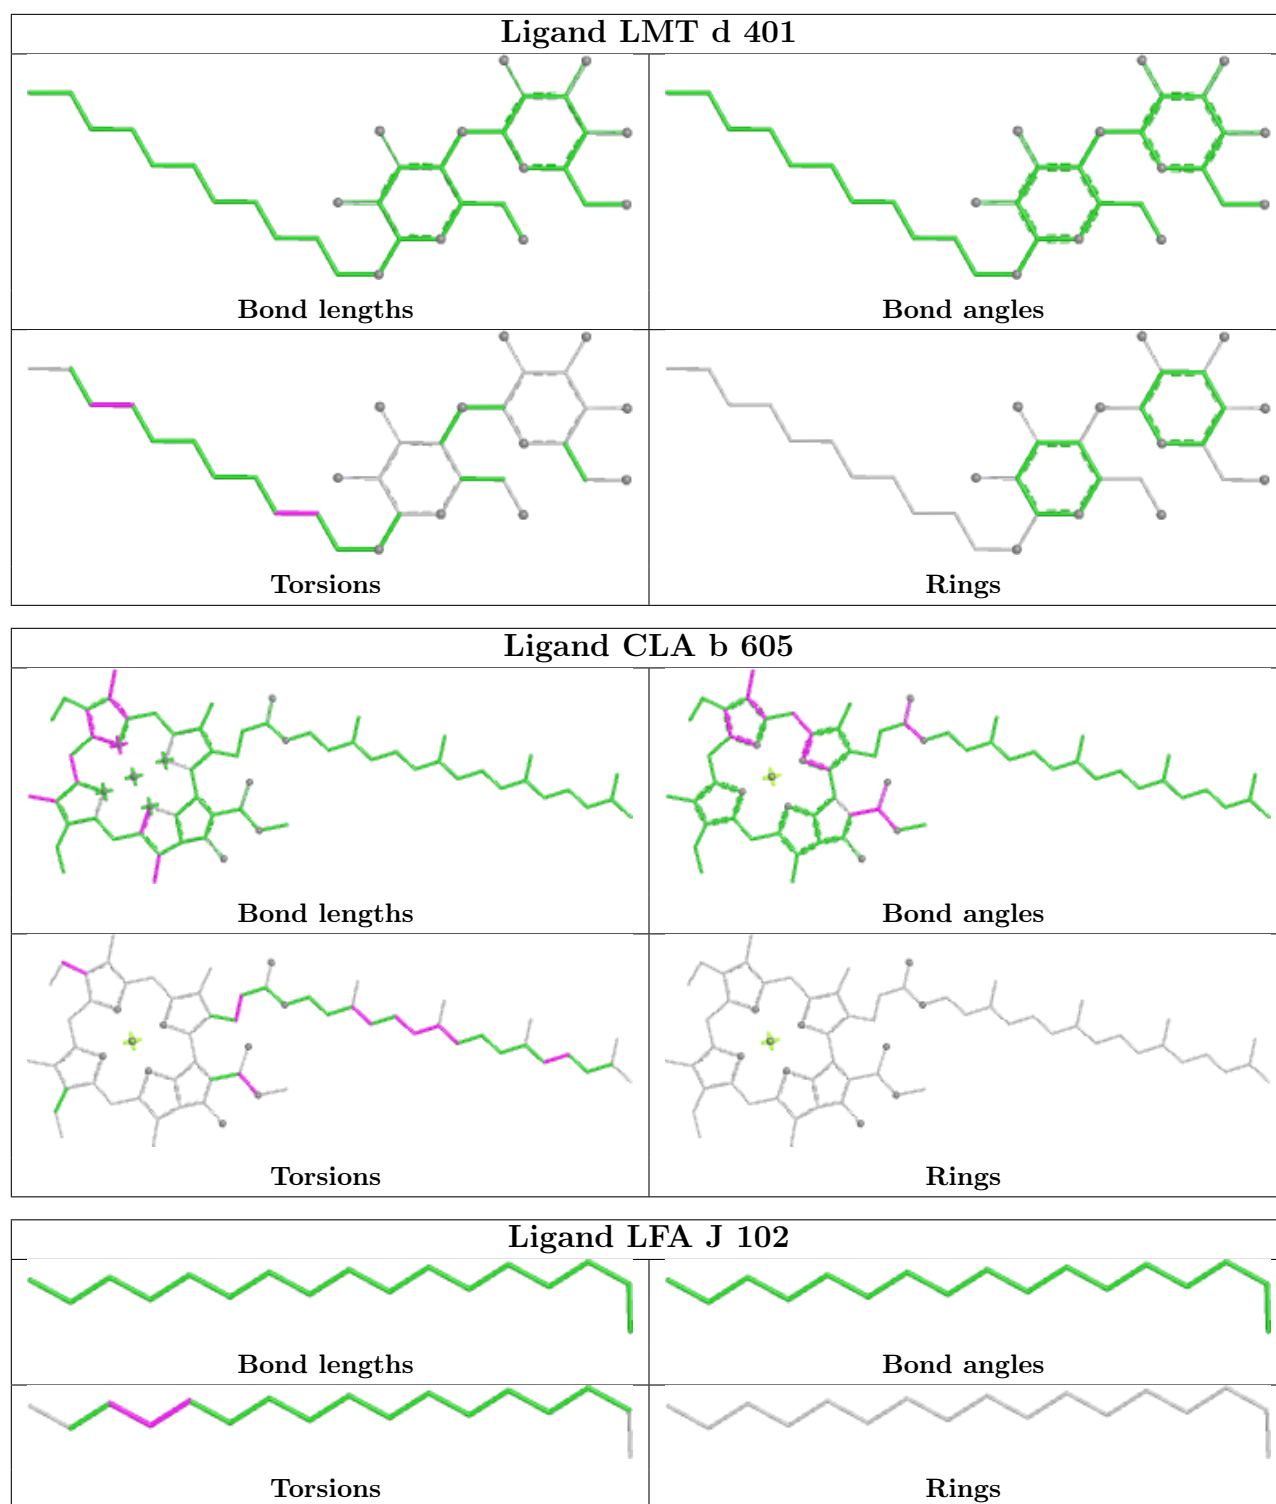 Ligand LMT d 401
Bond lengths
Bond angles
Torsions
Rings
Ligand CLA b 605
Bond lengths
Bond angles
Torsions
Rings
Ligand LFA J 102
Bond lengths
Bond angles
Torsions
Rings